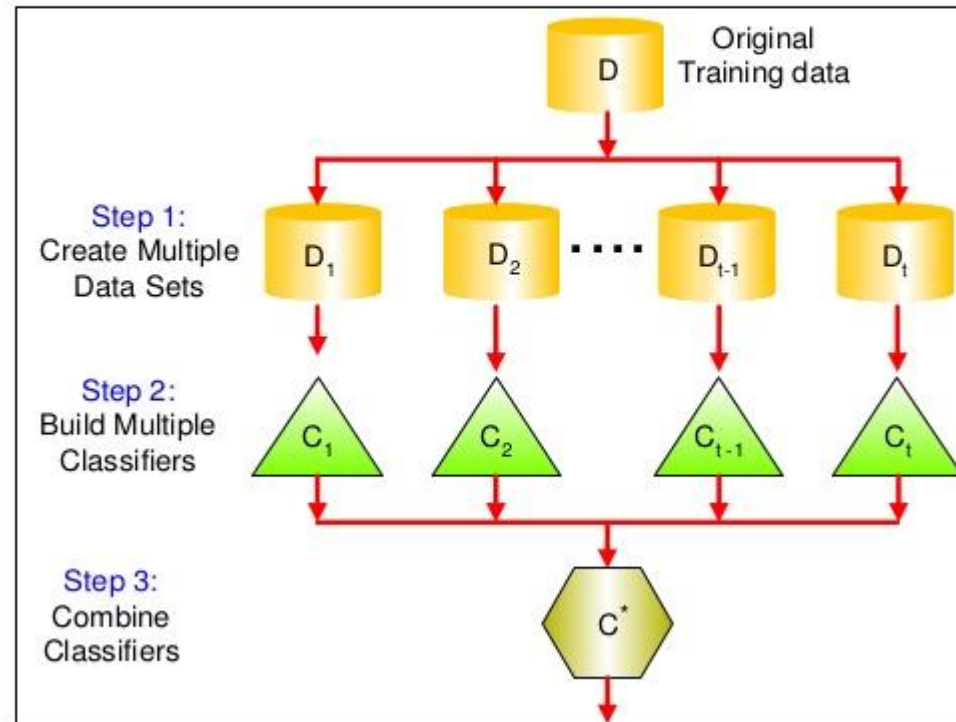 D
Original
Training data
Step 1:
Create Multiple
Data Sets
D1
D2
....
Dt-1
Dt
Step 2:
Build Multiple
Classifiers
C1
C2
Ct-1
Ct
Step 3:
Combine
Classifiers
C*